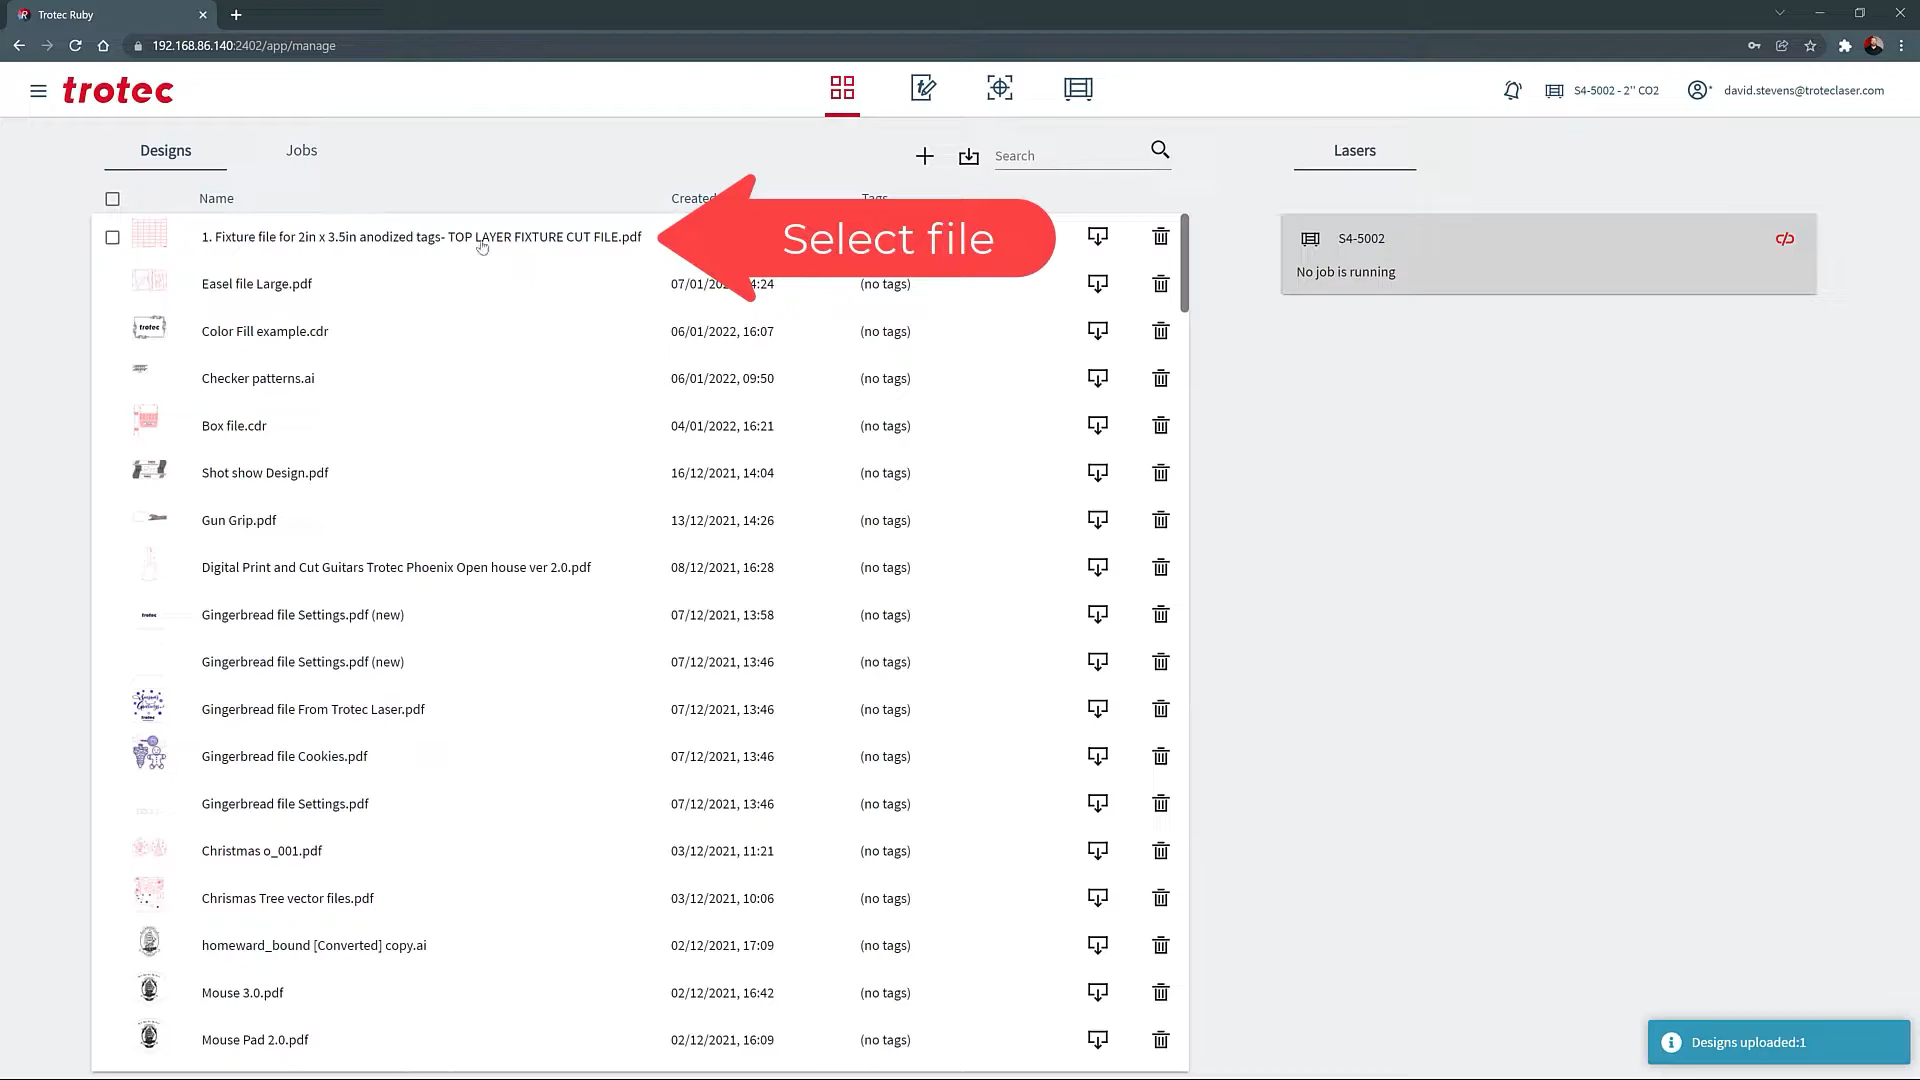 Trotec Ruby
192.168.86.140:2402/app/manage
trotec
S4-5002 - 2'' CO2
david.stevens@troteclaser.com
Designs
Jobs
Search
Lasers
Name
Created
Tags
1. Fixture file for 2in x 3.5in anodized tags- TOP LAYER FIXTURE CUT FILE.pdf
Select file
S4-5002
No job is running
Easel file Large.pdf
07/01/20
4:24
(no tags)
Color Fill example.cdr
06/01/2022, 16:07
(no tags)
Checker patterns.ai
06/01/2022, 09:50
(no tags)
Box file.cdr
04/01/2022, 16:21
(no tags)
Shot show Design.pdf
16/12/2021, 14:04
(no tags)
Gun Grip.pdf
13/12/2021, 14:26
(no tags)
Digital Print and Cut Guitars Trotec Phoenix Open house ver 2.0.pdf
08/12/2021, 16:28
(no tags)
Gingerbread file Settings.pdf (new)
07/12/2021, 13:58
(no tags)
Gingerbread file Settings.pdf (new)
07/12/2021, 13:46
(no tags)
Gingerbread file From Trotec Laser.pdf
07/12/2021, 13:46
(no tags)
Gingerbread file Cookies.pdf
07/12/2021, 13:46
(no tags)
Gingerbread file Settings.pdf
07/12/2021, 13:46
(no tags)
Christmas o_001.pdf
03/12/2021, 11:21
(no tags)
Chrismas Tree vector files.pdf
03/12/2021, 10:06
(no tags)
homeward_bound [Converted] copy.ai
02/12/2021, 17:09
(no tags)
Mouse 3.0.pdf
02/12/2021, 16:42
(no tags)
Mouse Pad 2.0.pdf
02/12/2021, 16:09
(no tags)
Designs uploaded:1